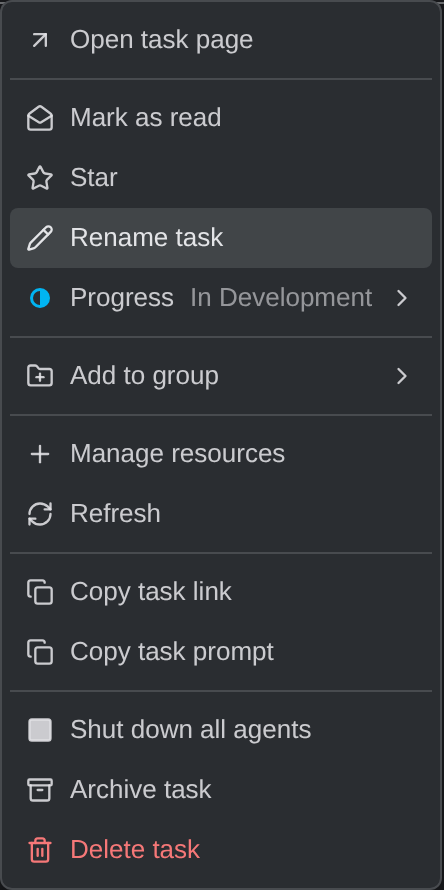 Open task page
Mark as read
Star
Rename task
Progress In Development
Add to group
Manage resources
Refresh
Copy task link
Copy task prompt
Shut down all agents
Archive task
Delete task